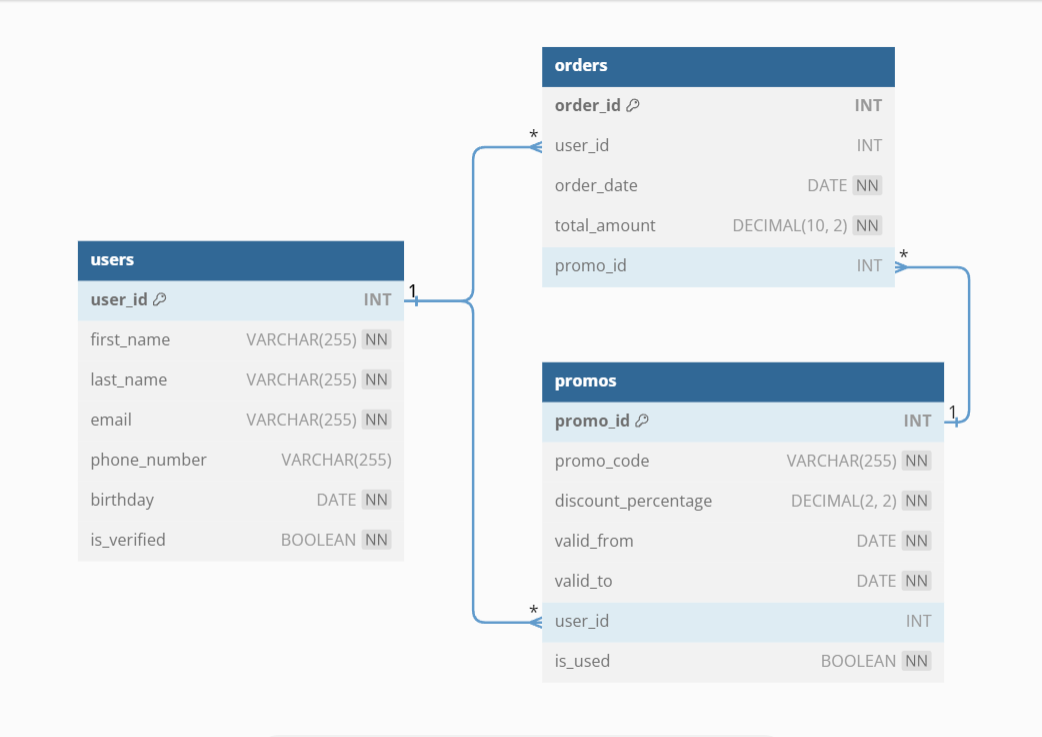 users
user_id INT
first_name VARCHAR(255) NN
last_name VARCHAR(255) NN
email VARCHAR(255) NN
phone_number VARCHAR(255)
birthday DATE NN
is_verified BOOLEAN NN
1
*
*
orders
order_id INT
user_id INT
order_date DATE NN
total_amount DECIMAL(10, 2) NN
promo_id INT
*
1
promos
promo_id INT
promo_code VARCHAR(255) NN
discount_percentage DECIMAL(2, 2) NN
valid_from DATE NN
valid_to DATE NN
user_id INT
is_used BOOLEAN NN